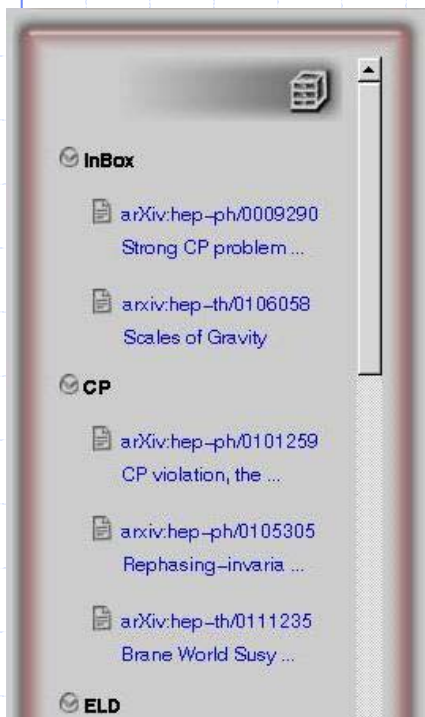 InBox
arXiv:hep-ph/0009290
Strong CP problem ...
arxiv:hep-th/0106058
Scales of Gravity
CP
arXiv:hep-ph/0101259
CP violation, the ...
arxiv:hep-ph/0105305
Rephasing-invaria ...
arXiv:hep-th/0111235
Brane World Susy ...
ELD